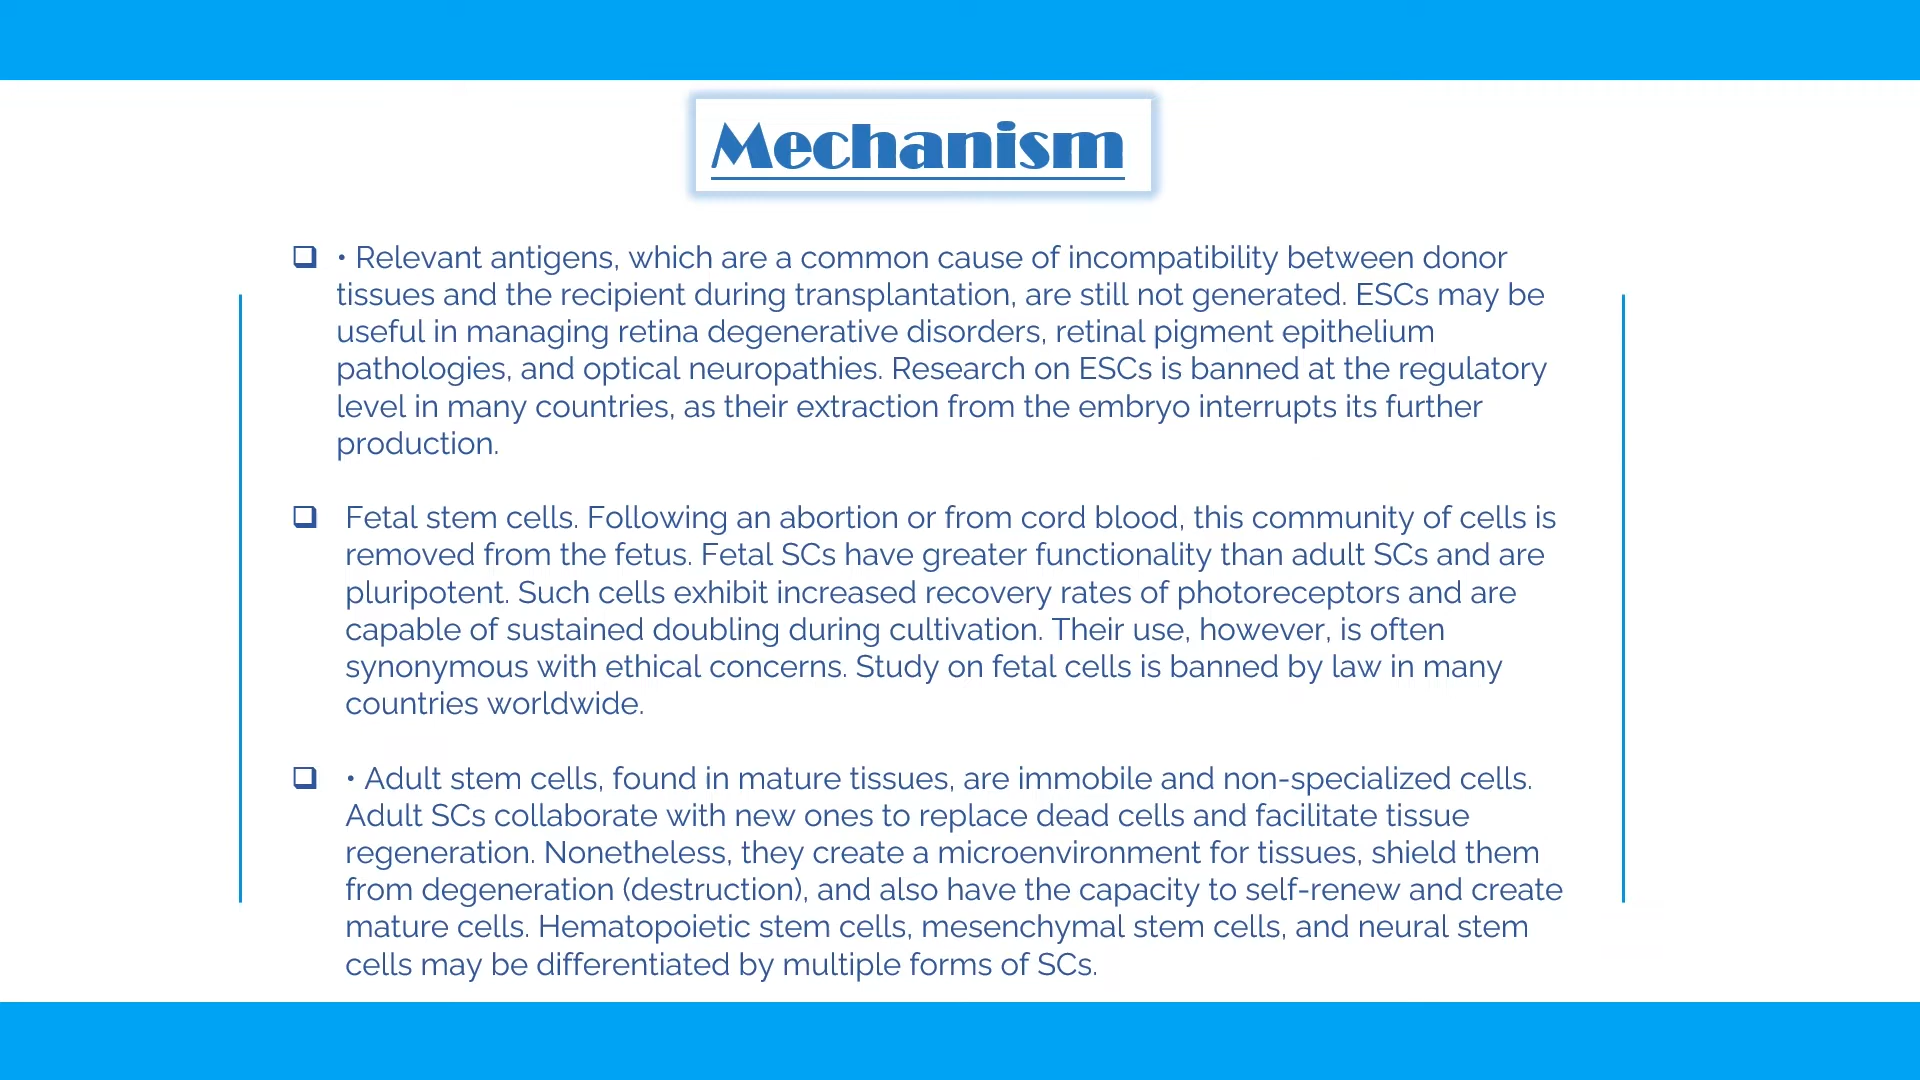 Mechanism
❑ • Relevant antigens, which are a common cause of incompatibility between donor
tissues and the recipient during transplantation, are still not generated. ESCs may be
useful in managing retina degenerative disorders, retinal pigment epithelium
pathologies, and optical neuropathies. Research on ESCs is banned at the regulatory
level in many countries, as their extraction from the embryo interrupts its further
production.
❑ Fetal stem cells. Following an abortion or from cord blood, this community of cells is
removed from the fetus. Fetal SCs have greater functionality than adult SCs and are
pluripotent. Such cells exhibit increased recovery rates of photoreceptors and are
capable of sustained doubling during cultivation. Their use, however, is often
synonymous with ethical concerns. Study on fetal cells is banned by law in many
countries worldwide.
❑ • Adult stem cells, found in mature tissues, are immobile and non-specialized cells.
Adult SCs collaborate with new ones to replace dead cells and facilitate tissue
regeneration. Nonetheless, they create a microenvironment for tissues, shield them
from degeneration (destruction), and also have the capacity to self-renew and create
mature cells. Hematopoietic stem cells, mesenchymal stem cells, and neural stem
cells may be differentiated by multiple forms of SCs.